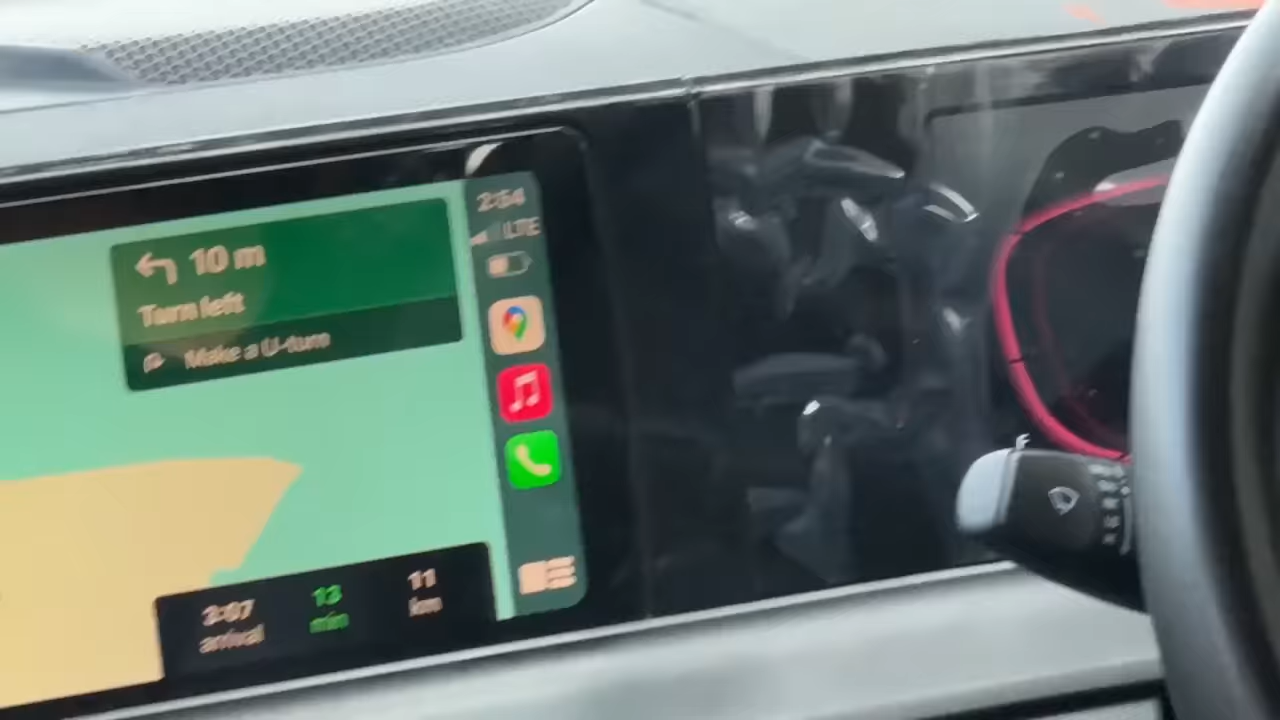 10 m
Turn left
Make a U-turn
2:54
LTE
3:07
arrival
13
min
11
km